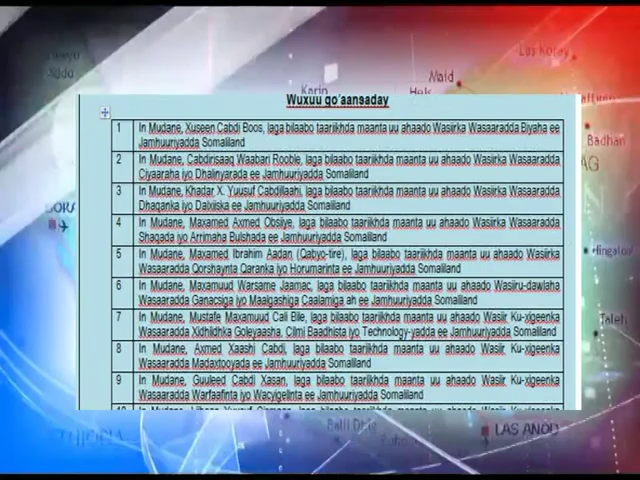 Las Korey
Maid
Karin
Hels
Wuxuu qo'aansaday
Badhan
1 In Mudane, Xuseen Cabdi Boos, laga bilaabo taariikhda maanta uu ahaado Wasiirka Wasaaradda Biyaha ee
Jamhuuriyadda Somaliland
2 In Mudane, Cabdirisaaq Waabari Rooble, laga bilaabo taariikhda maanta uu ahaado Wasiirka Wasaaradda
Ciyaaraha iyo Dhalinyarada ee Jamhuuriyadda Somaliland
3 In Mudane, Khadar X. Yuusuf Cabdillaahi, laga bilaabo taariikhda maanta uu ahaado Wasiirka Wasaaradda
Dhaqanka iyo Dalxiiska ee Jamhuuriyadda Somaliland
4 In Mudane, Maxamed Axmed Obsiiye, laga bilaabo taariikhda maanta uu ahaado Wasiirka Wasaaradda
Shaqada iyo Arrimaha Bulshada ee Jamhuuriyadda Somaliland
5 In Mudane, Maxamed Ibrahim Aadan (Qabyo-tire), laga bilaabo taariikhda maanta uu ahaado Wasiirka
Wasaaradda Qorshaynta Qaranka iyo Horumarinta ee Jamhuuriyadda Somaliland
6 In Mudane, Maxamuud Warsame Jaamac, laga bilaabo taariikhda maanta uu ahaado Wasiiru-dawlaha
Wasaaradda Ganacsiga iyo Maalgashiga Caalamiga ah ee Jamhuuriyadda Somaliland
7 In Mudane, Mustafe Maxamuud Cali Bile, laga bilaabo taariikhda maanta uu ahaado Wasiir Ku-xigeenka
Wasaaradda Xidhiidhka Goleyaasha, Cilmi Baadhista iyo Technology-yadda ee Jamhuuriyadda Somaliland
8 In Mudane, Axmed Xaashi Cabdi, laga bilaabo taariikhda maanta uu ahaado Wasiir Ku-xigeenka
Wasaaradda Madaxtooyada ee Jamhuuriyadda Somaliland
9 In Mudane, Guuleed Cabdi Xasan, laga bilaabo taariikhda maanta uu ahaado Wasiir Ku-xigeenka
Wasaaradda Warfaafinta iyo Wacyigelinta ee Jamhuuriyadda Somaliland
Taleh
LAS ANOD